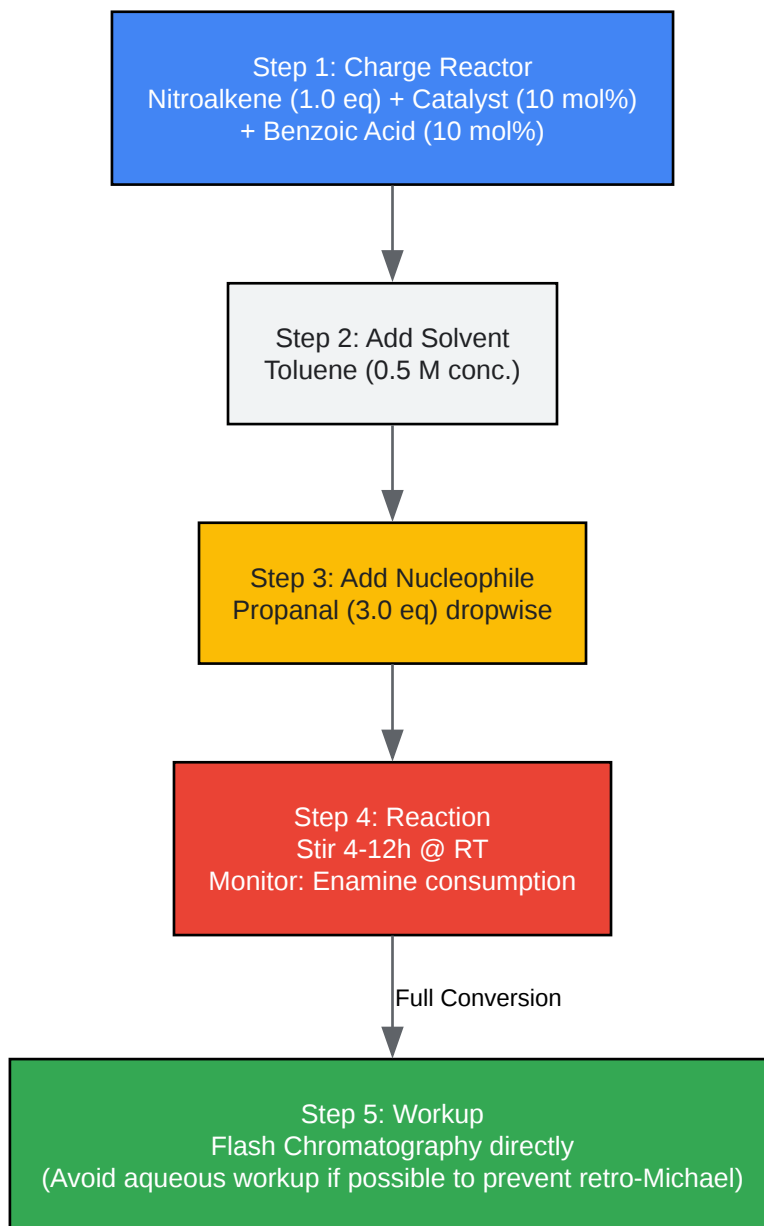 Step 1: Charge Reactor
Nitroalkene (1.0 eq) + Catalyst (10 mol%)
+ Benzoic Acid (10 mol%)
Step 2: Add Solvent
Toluene (0.5 M conc.)
Step 3: Add Nucleophile
Propanal (3.0 eq) dropwise
Step 4: Reaction
Stir 4-12h @ RT
Monitor: Enamine consumption
Full Conversion
Step 5: Workup
Flash Chromatography directly
(Avoid aqueous workup if possible to prevent retro-Michael)